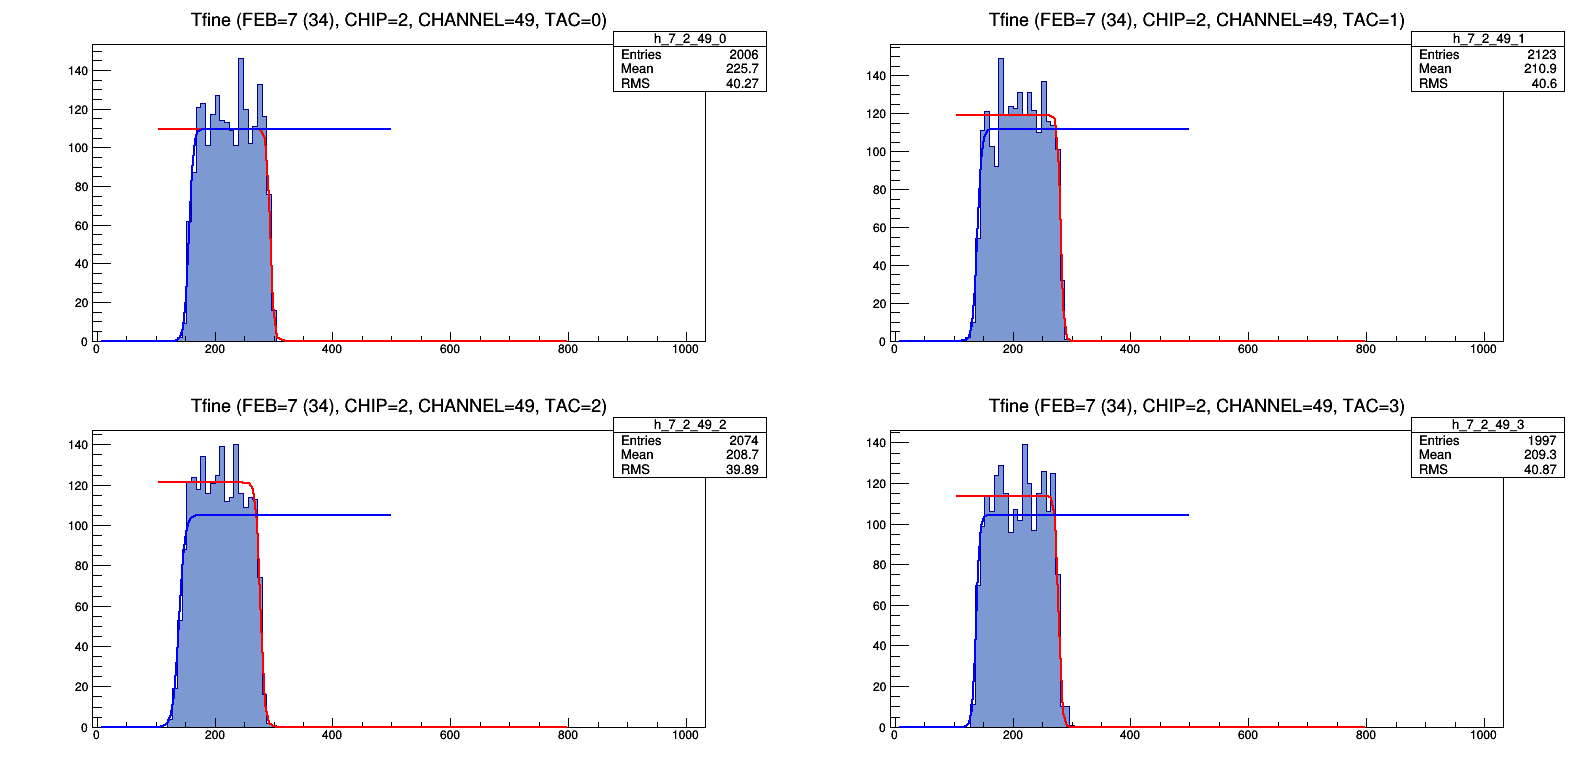 Tfine (FEB=7 (34), CHIP=2, CHANNEL=49, TAC=0)
h_7_2_49_0
Entries 2006
Mean 225.7
RMS 40.27
140
120
100
80
60
40
20
0
0 200 400 600 800 1000
Tfine (FEB=7 (34), CHIP=2, CHANNEL=49, TAC=1)
h_7_2_49_1
Entries 2123
Mean 210.9
RMS 40.6
140
120
100
80
60
40
20
0
0 200 400 600 800 1000
Tfine (FEB=7 (34), CHIP=2, CHANNEL=49, TAC=2)
h_7_2_49_2
Entries 2074
Mean 208.7
RMS 39.89
140
120
100
80
60
40
20
0
0 200 400 600 800 1000
Tfine (FEB=7 (34), CHIP=2, CHANNEL=49, TAC=3)
h_7_2_49_3
Entries 1997
Mean 209.3
RMS 40.87
140
120
100
80
60
40
20
0
0 200 400 600 800 1000